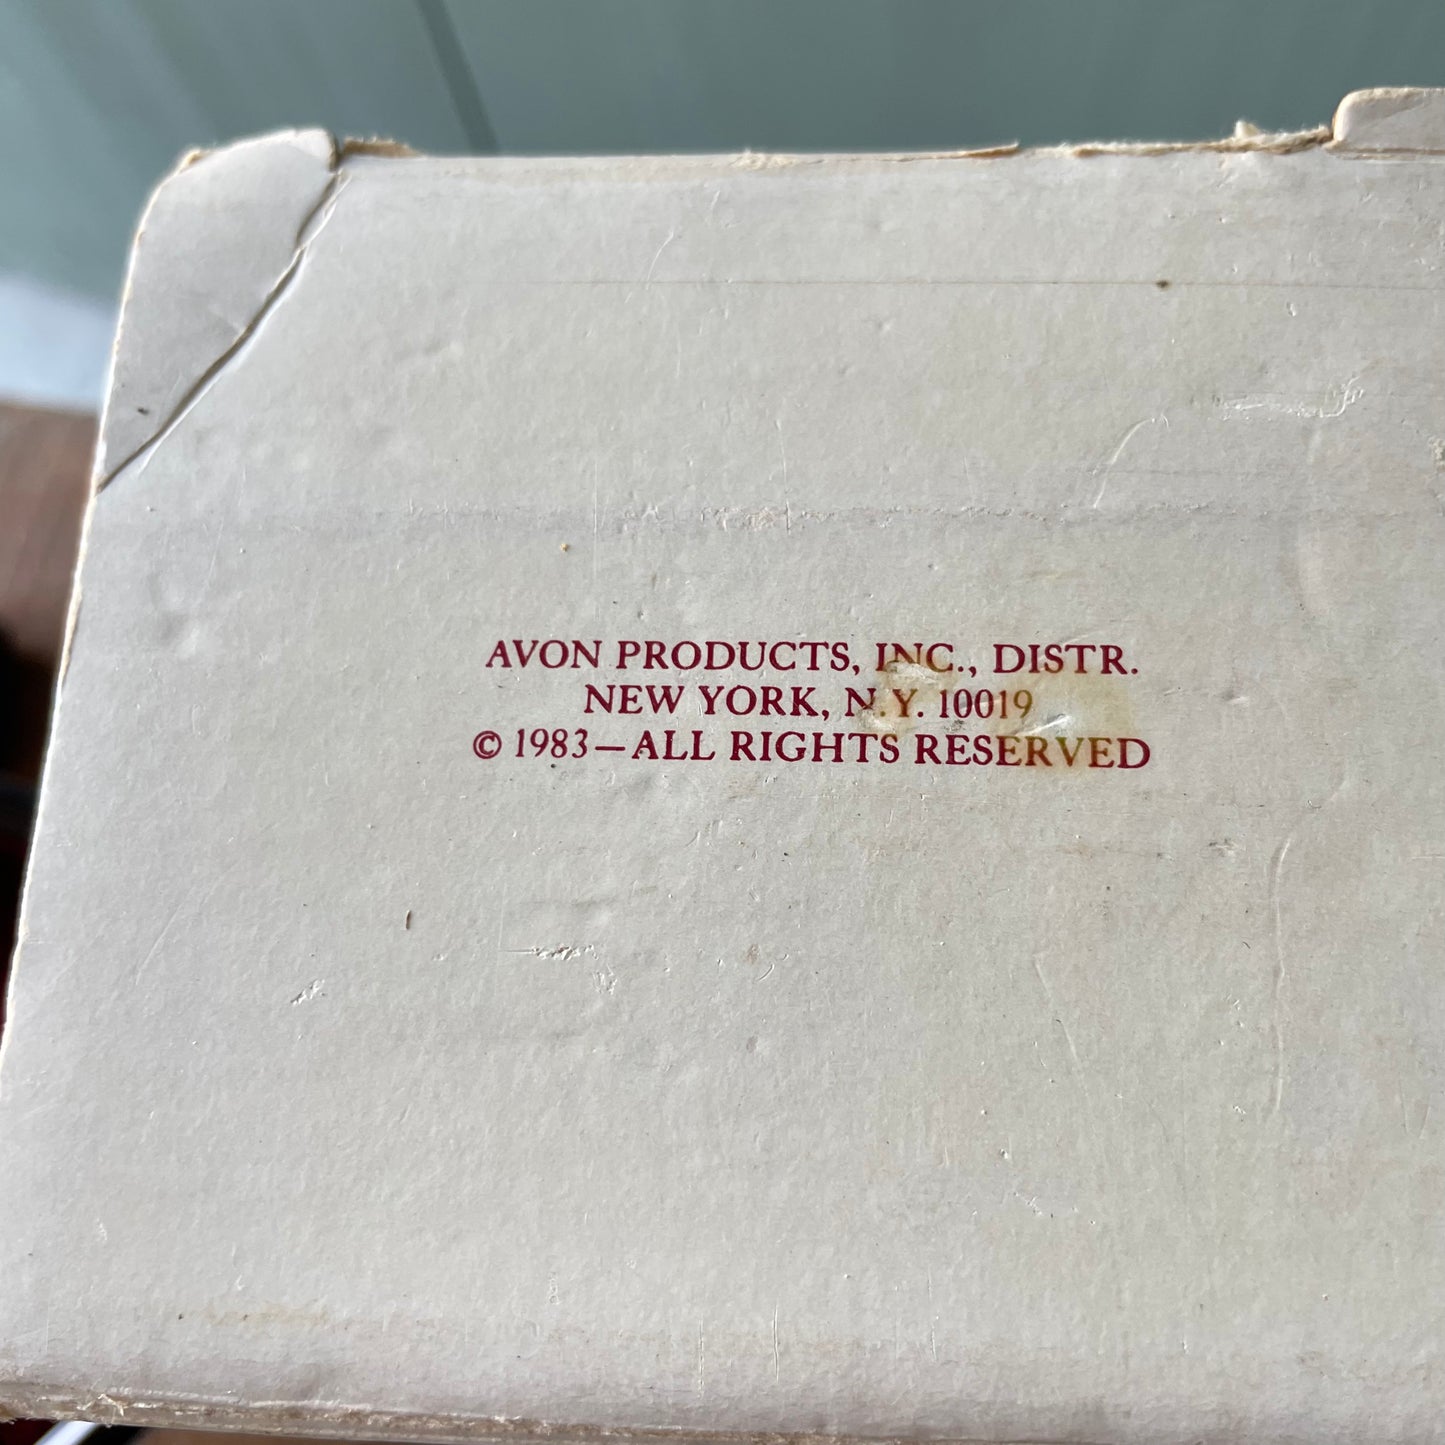 AVON PRODUCTS, INC., DISTR.
NEW YORK, N.Y. 10019
© 1983—ALL RIGHTS RESERVED